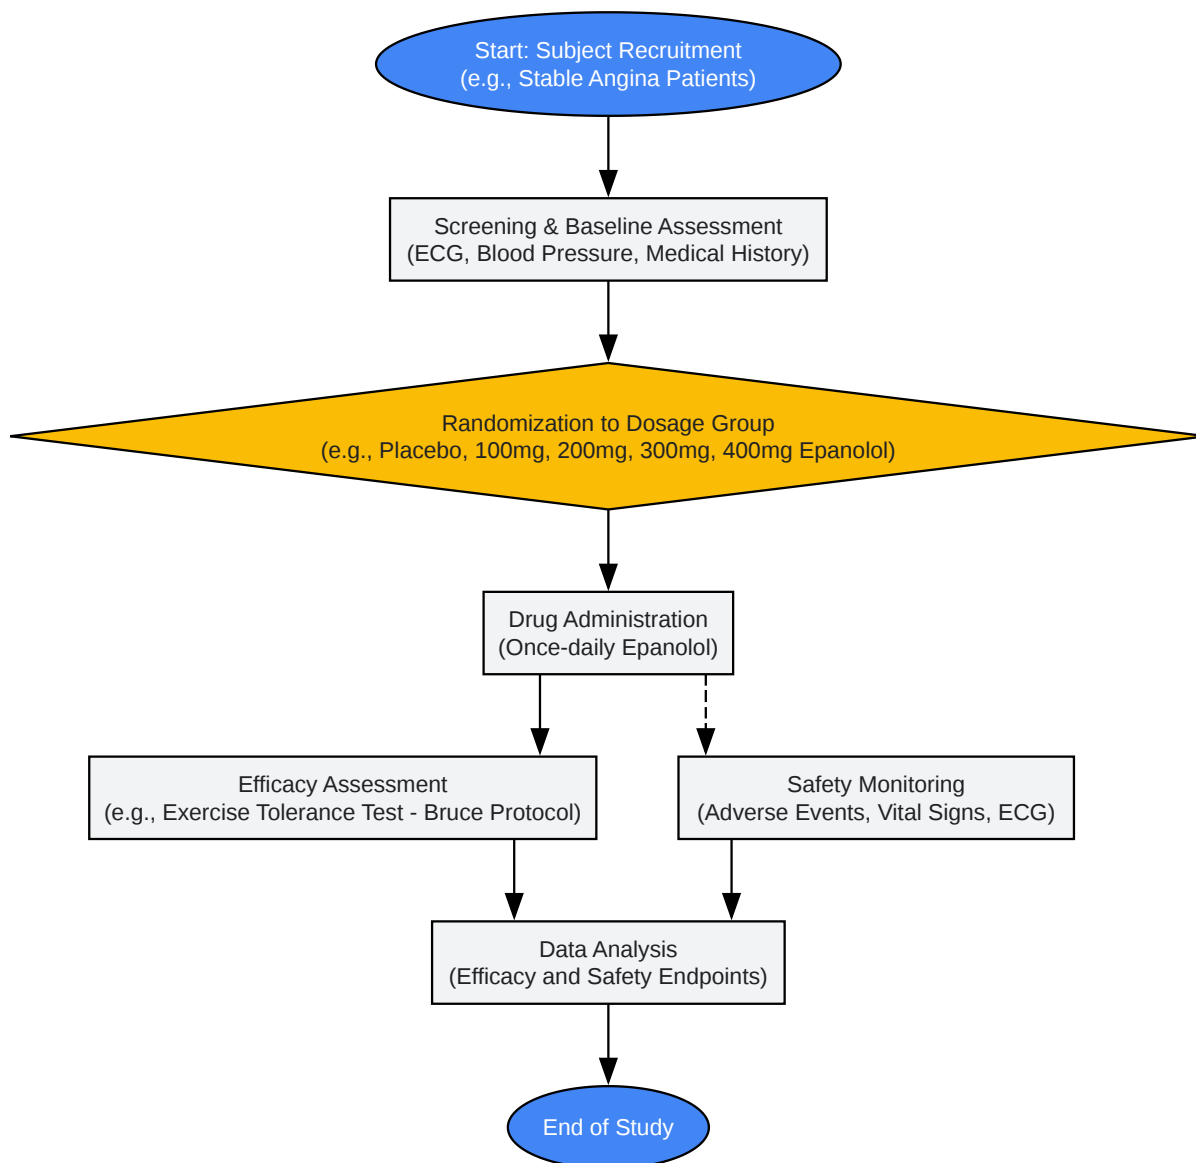 Start: Subject Recruitment
(e.g., Stable Angina Patients)
Screening & Baseline Assessment
(ECG, Blood Pressure, Medical History)
Randomization to Dosage Group
(e.g., Placebo, 100mg, 200mg, 300mg, 400mg Epanolol)
Drug Administration
(Once-daily Epanolol)
Efficacy Assessment
(e.g., Exercise Tolerance Test - Bruce Protocol)
Safety Monitoring
(Adverse Events, Vital Signs, ECG)
Data Analysis
(Efficacy and Safety Endpoints)
End of Study